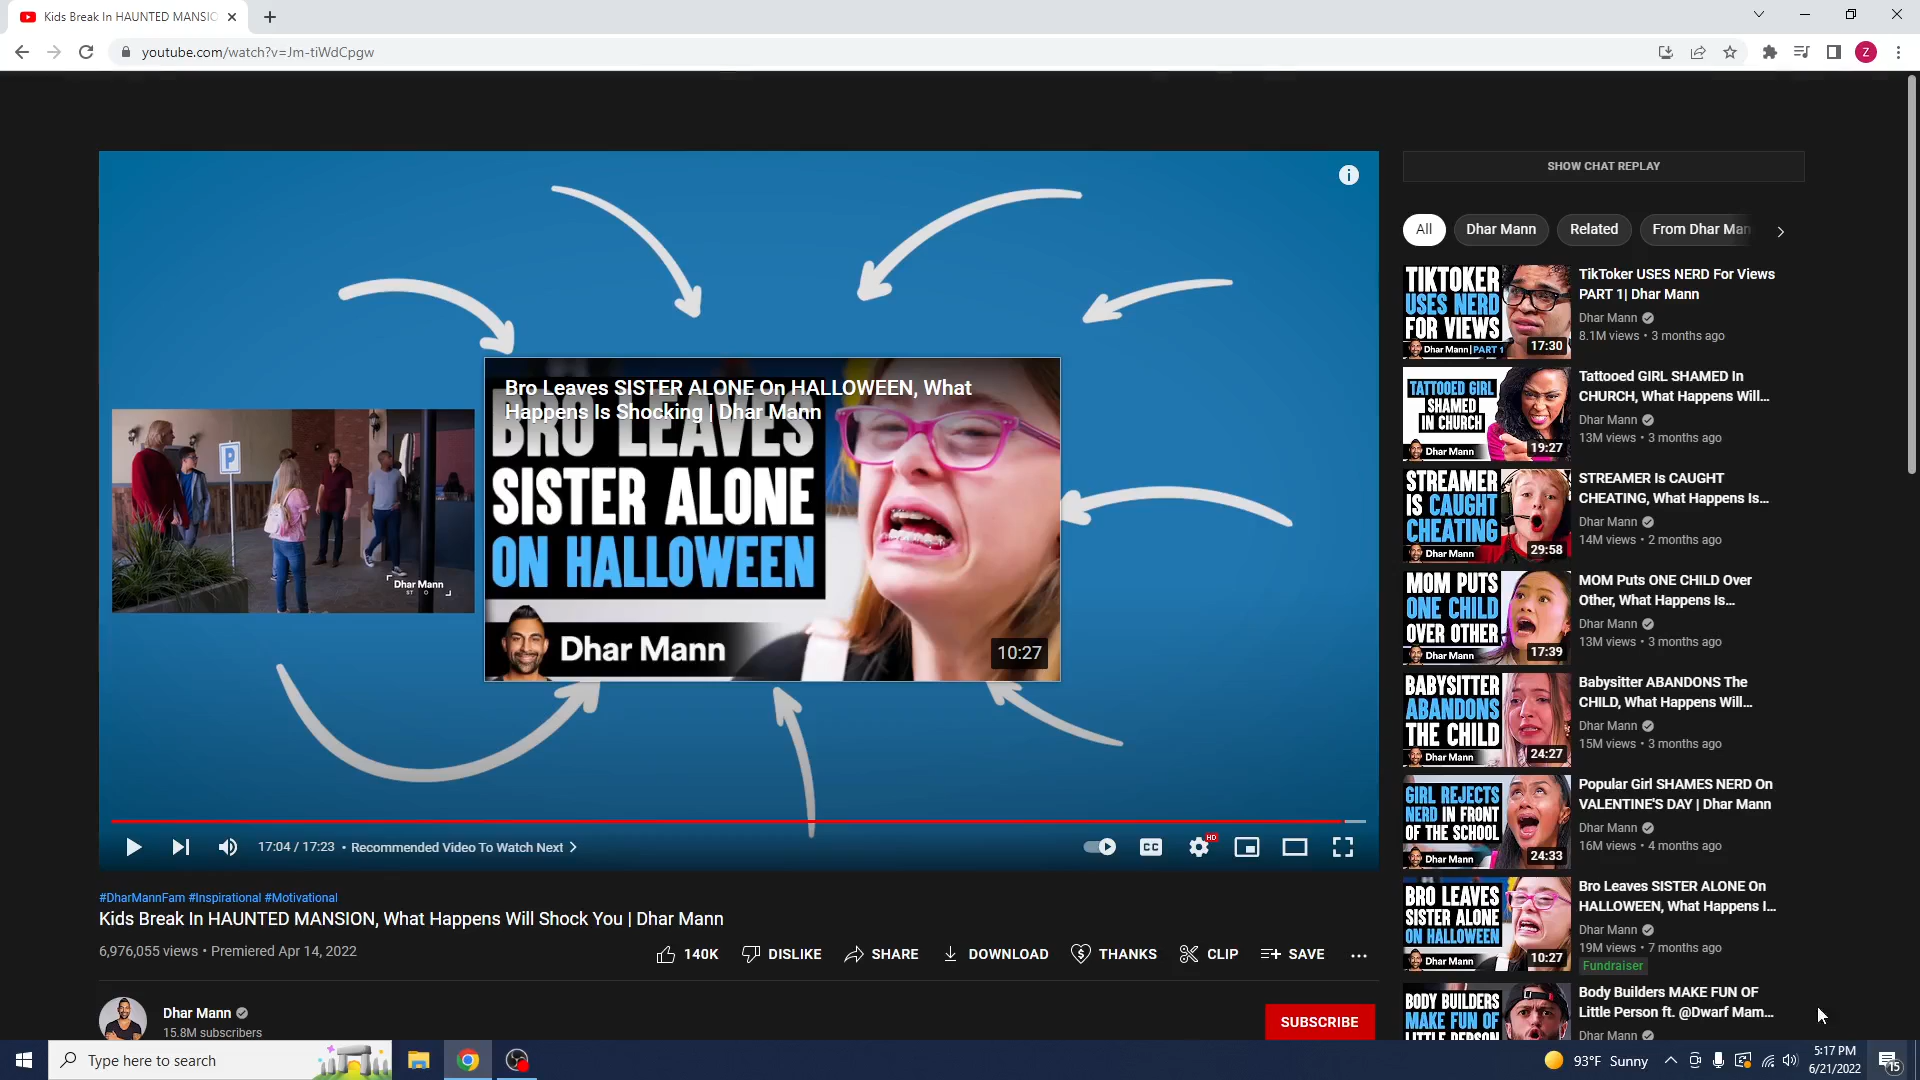 Kids Break In HAUNTED MANSIO
youtube.com/watch?v=Jm-tiWdCpgw
Z
SHOW CHAT REPLAY
All
Dhar Mann
Related
From Dhar Man
P
Dhar Mann
Bro Leaves SISTER ALONE On HALLOWEEN, What
Happens Is Shocking | Dhar Mann
BRO LEAVES
SISTER ALONE
ON HALLOWEEN
Dhar Mann
10:27
17:04 / 17:23 • Recommended Video To Watch Next
CC
HD
#DharMannFam #Inspirational #Motivational
Kids Break In HAUNTED MANSION, What Happens Will Shock You | Dhar Mann
6,976,055 views • Premiered Apr 14, 2022
140K
DISLIKE
SHARE
DOWNLOAD
THANKS
CLIP
SAVE
Dhar Mann
15.8M subscribers
SUBSCRIBE
TIKTOKER
USES NERD
FOR VIEWS
Dhar Mann | PART 1
17:30
TikToker USES NERD For Views
PART 1| Dhar Mann
Dhar Mann
8.1M views • 3 months ago
TATTOOED GIRL
SHAMED
IN CHURCH
Dhar Mann
19:27
Tattooed GIRL SHAMED In
CHURCH, What Happens Will...
Dhar Mann
13M views • 3 months ago
STREAMER
IS CAUGHT
CHEATING
Dhar Mann
29:58
STREAMER Is CAUGHT
CHEATING, What Happens Is...
Dhar Mann
14M views • 2 months ago
MOM PUTS
ONE CHILD
OVER OTHER
Dhar Mann
17:39
MOM Puts ONE CHILD Over
Other, What Happens Is...
Dhar Mann
13M views • 3 months ago
BABYSITTER
ABANDONS
THE CHILD
Dhar Mann
24:27
Babysitter ABANDONS The
CHILD, What Happens Will...
Dhar Mann
15M views • 3 months ago
GIRL REJECTS
NERD IN FRONT
OF THE SCHOOL
Dhar Mann
24:33
Popular Girl SHAMES NERD On
VALENTINE'S DAY | Dhar Mann
Dhar Mann
16M views • 4 months ago
BRO LEAVES
SISTER ALONE
ON HALLOWEEN
Dhar Mann
10:27
Bro Leaves SISTER ALONE On
HALLOWEEN, What Happens I...
Dhar Mann
19M views • 7 months ago
Fundraiser
BODY BUILDERS
MAKE FUN OF
LITTLE PERSON
Body Builders MAKE FUN OF
Little Person ft. @Dwarf Mam...
Dhar Mann
Type here to search
93°F Sunny
5:17 PM
6/21/2022
15